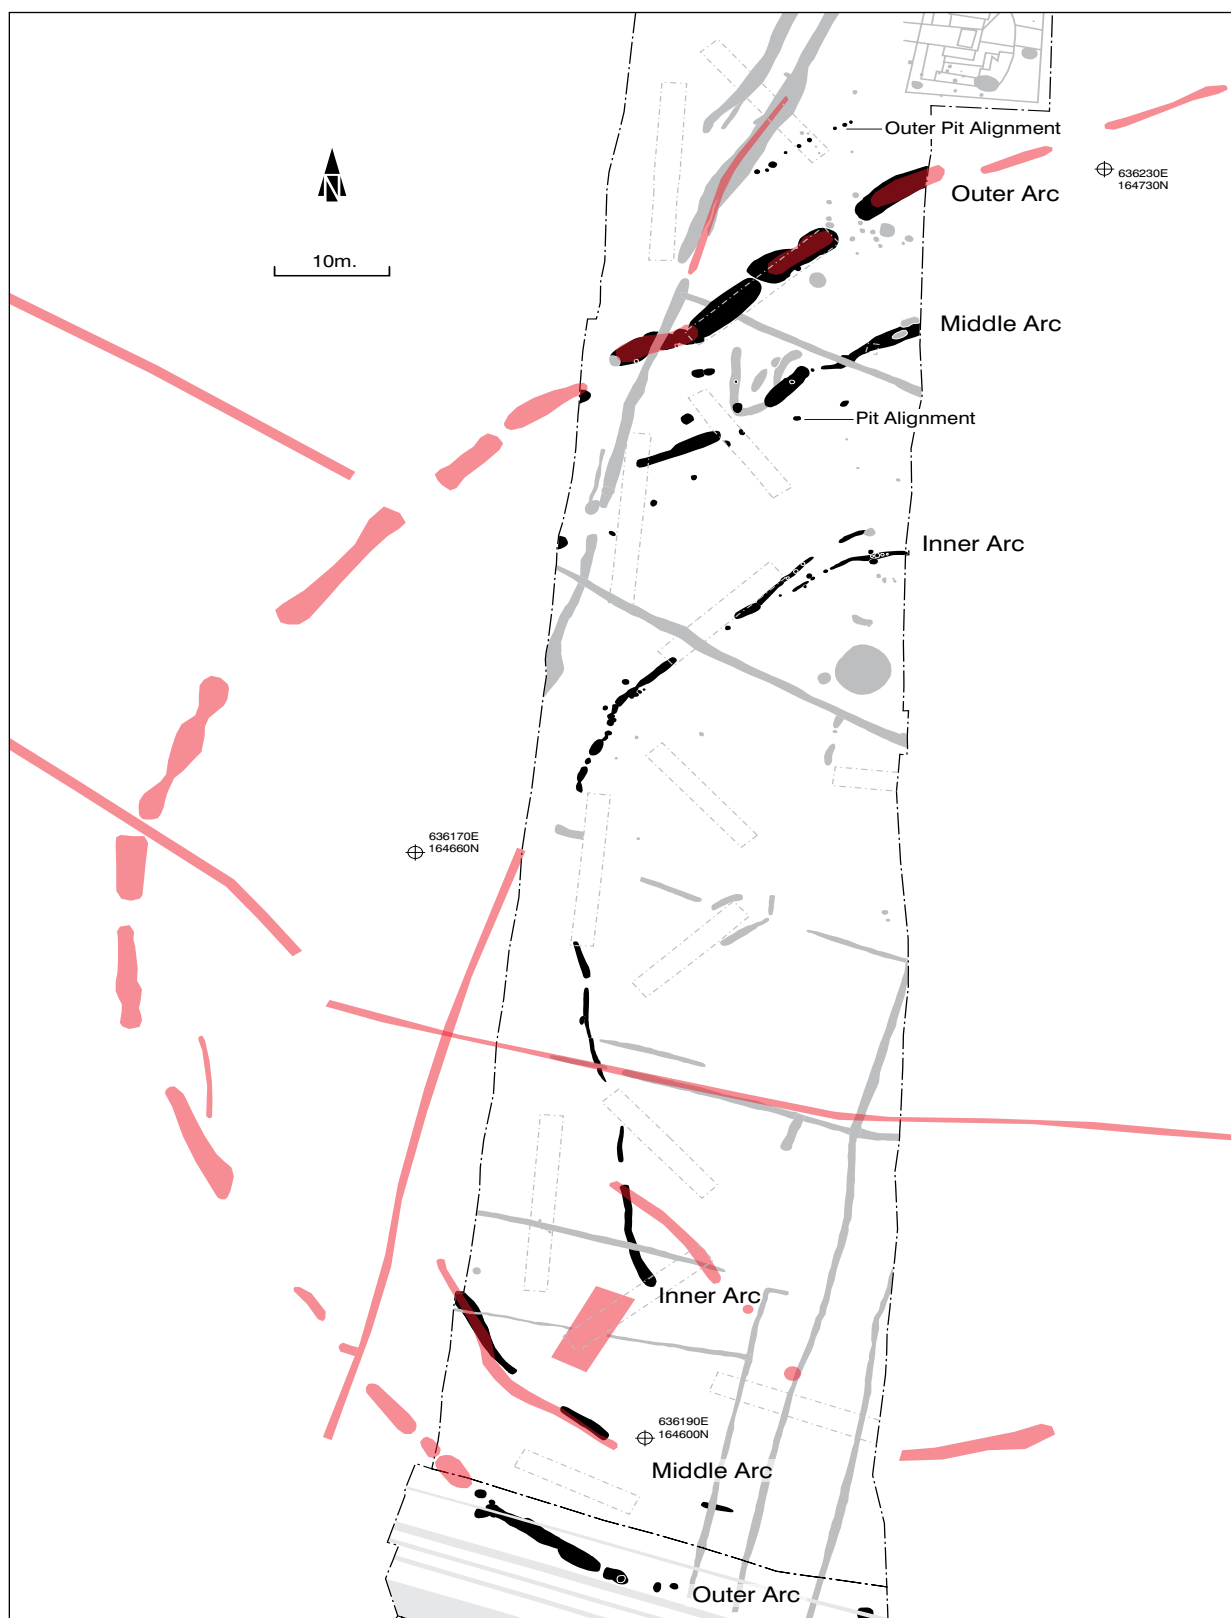 Outer Pit Alignment
636230E
164730N
Outer Arc
N
10m.
Middle Arc
Pit Alignment
Inner Arc
636170E
164660N
Inner Arc
636190E
164600N
Middle Arc
Outer Arc